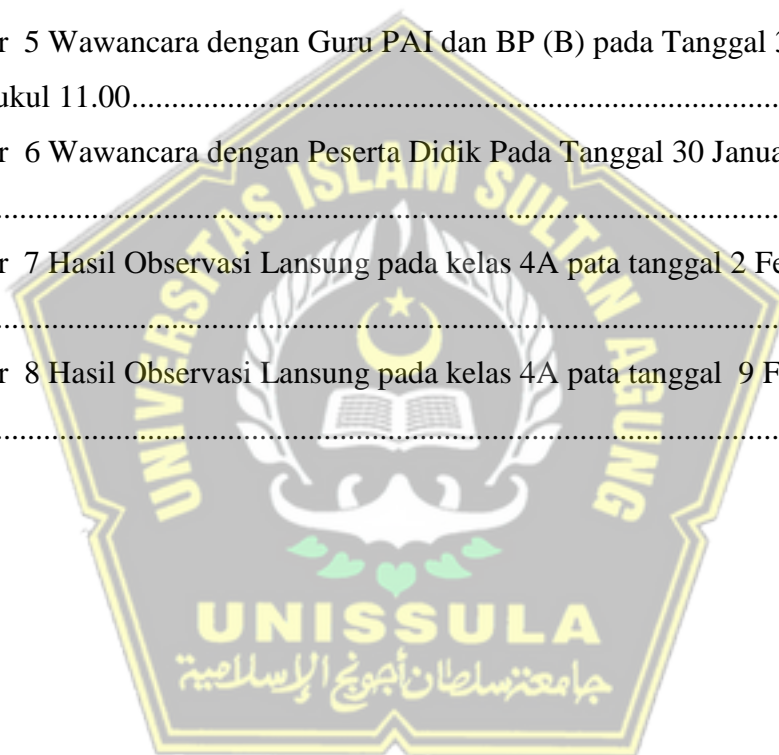 r 5 Wawancara dengan Guru PAI dan BP (B) pada Tanggal 3
ukul 11.00..........................................................................................
r 6 Wawancara dengan Peserta Didik Pada Tanggal 30 Janua
..........................................................................................................
r 7 Hasil Observasi Lansung pada kelas 4A pata tanggal 2 Fe
..........................................................................................................
r 8 Hasil Observasi Lansung pada kelas 4A pata tanggal 9 F
..........................................................................................................
UNIVERSITAS ISLAM SULTAN AGUNG
UNISSULA
جامعتسلطان أجونج الإسلامية